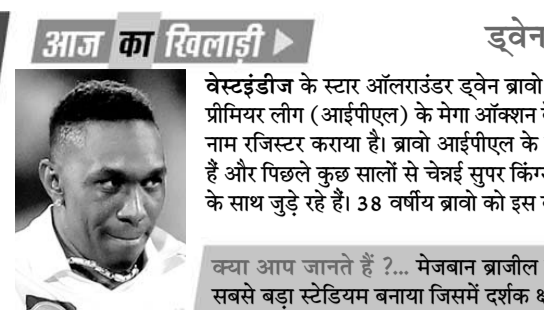 आज का खिलाड़ी
ड्वेन
वेस्टइंडीज के स्टार ऑलराउंडर ड्वेन ब्रावो
प्रीमियर लीग (आईपीएल) के मेगा ऑक्शन
नाम रजिस्टर कराया है। ब्रावो आईपीएल के
हैं और पिछले कुछ सालों से चेन्नई सुपर किंग्स
के साथ जुड़े रहे हैं। 38 वर्षीय ब्रावो को इस
क्या आप जानते हैं ?... मेजबान ब्राजील
सबसे बड़ा स्टेडियम बनाया जिसमें दर्शक